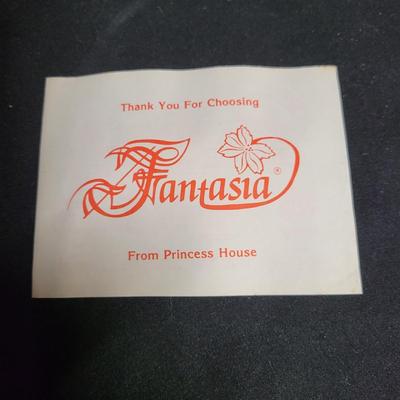 Thank You For Choosing
Fantasia®
From Princess House